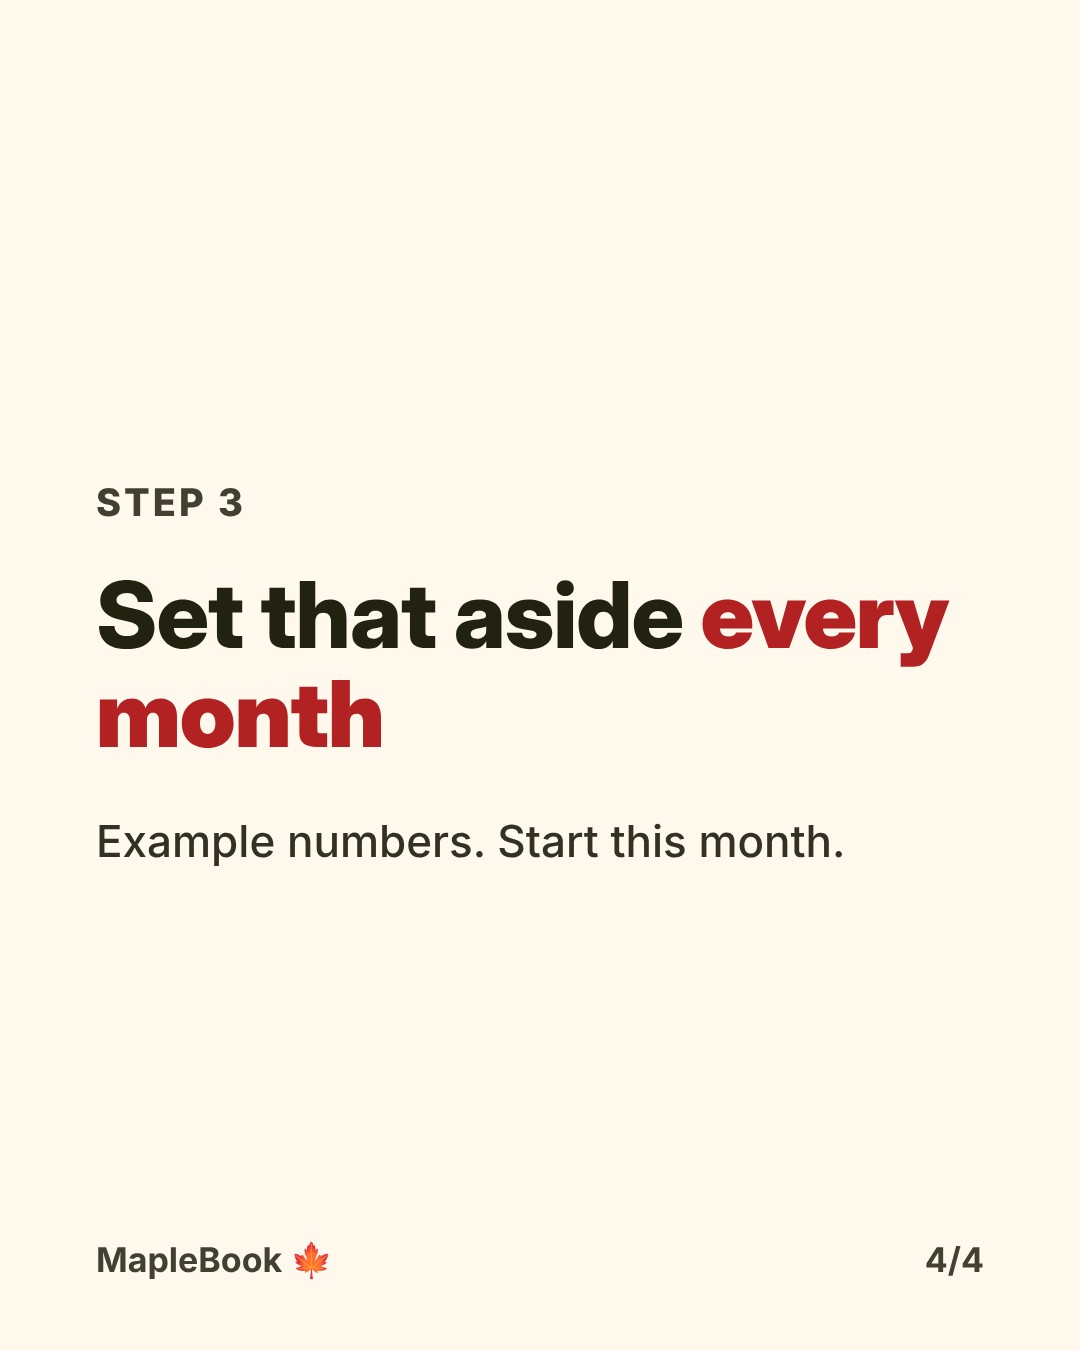 STEP 3
Set that aside every
month
Example numbers. Start this month.
MapleBook 🍁
4/4